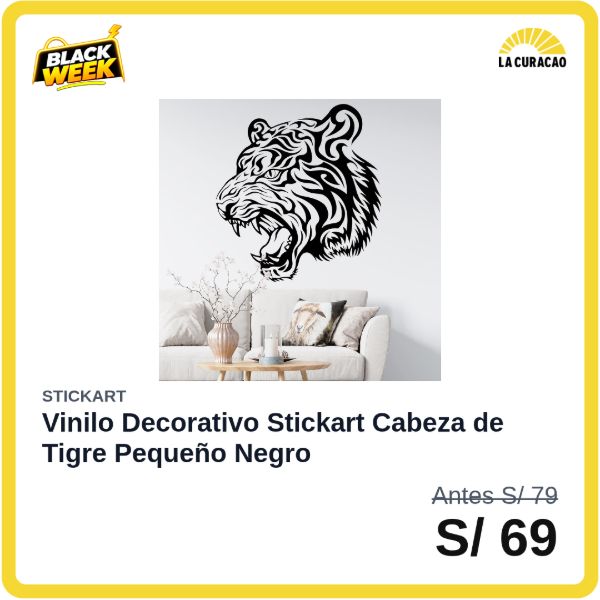 BLACK
WEEK
LA CURACAO
STICKART
Vinilo Decorativo Stickart Cabeza de
Tigre Pequeño Negro
Antes S/ 79
S/ 69